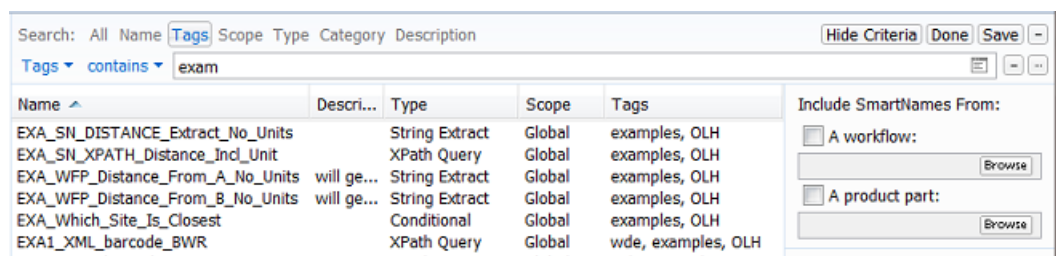 Search: All Name Tags Scope Type Category Description Hide Criteria Done Save -
Tags contains exam - ...
Name Descri... Type Scope Tags
EXA_SN_DISTANCE_Extract_No_Units String Extract Global examples, OLH
EXA_SN_XPATH_Distance_Incl_Unit XPath Query Global examples, OLH
EXA_WFP_Distance_From_A_No_Units will ge... String Extract Global examples, OLH
EXA_WFP_Distance_From_B_No_Units will ge... String Extract Global examples, OLH
EXA_Which_Site_Is_Closest Conditional Global examples, OLH
EXA1_XML_barcode_BWR XPath Query Global wde, examples, OLH
Include SmartNames From:
A workflow:
Browse
A product part:
Browse